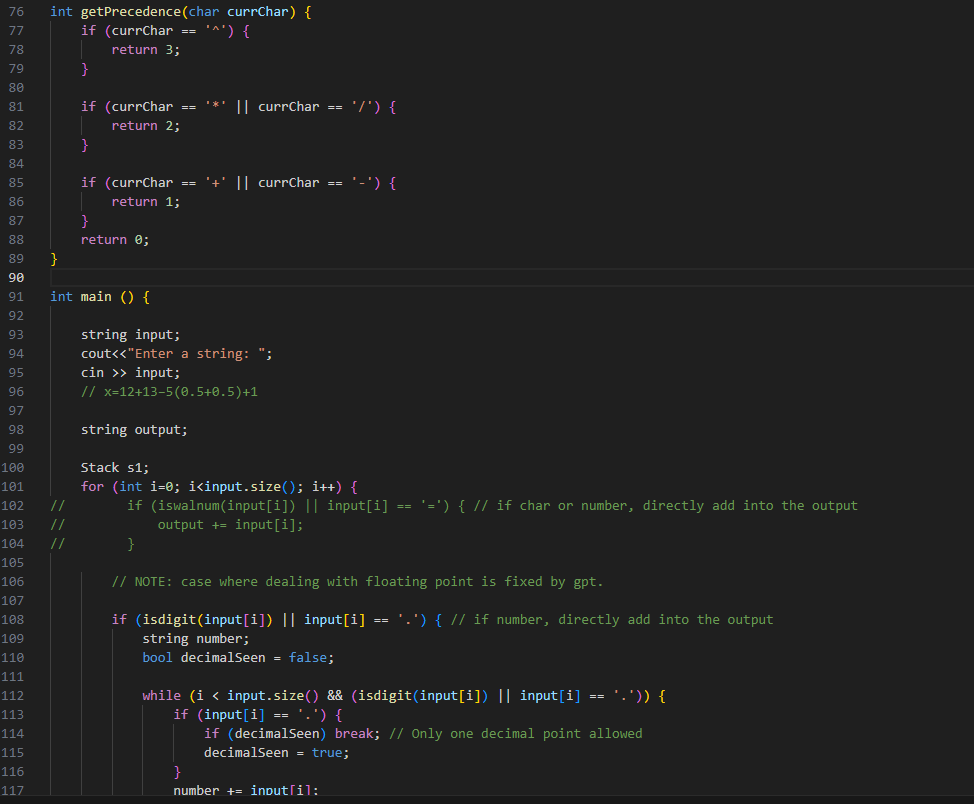 76 int getPrecedence(char currChar) {
77 if (currChar == '^') {
78 return 3;
79 }
80
81 if (currChar == '*' || currChar == '/') {
82 return 2;
83 }
84
85 if (currChar == '+' || currChar == '-') {
86 return 1;
87 }
88 return 0;
89 }
90
91 int main () {
92
93 string input;
94 cout<<"Enter a string: ";
95 cin >> input;
96 // x=12+13-5(0.5+0.5)+1
97
98 string output;
99
100 Stack s1;
101 for (int i=0; i<input.size(); i++) {
102 // if (iswalnum(input[i]) || input[i] == '=') { // if char or number, directly add into the output
103 // output += input[i];
104 // }
105
106 // NOTE: case where dealing with floating point is fixed by gpt.
107
108 if (isdigit(input[i]) || input[i] == '.') { // if number, directly add into the output
109 string number;
110 bool decimalSeen = false;
111
112 while (i < input.size() && (isdigit(input[i]) || input[i] == '.')) {
113 if (input[i] == '.') {
114 if (decimalSeen) break; // Only one decimal point allowed
115 decimalSeen = true;
116 }
117 number += input[i];